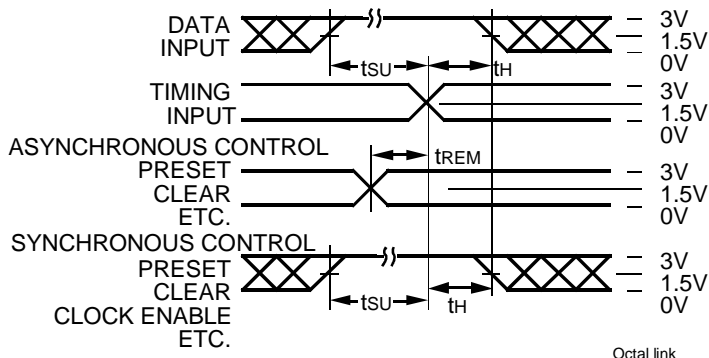 DATA
INPUT
3V
1.5V
0V
tSU
tH
TIMING
INPUT
3V
1.5V
0V
ASYNCHRONOUS CONTROL
tREM
PRESET
CLEAR
ETC.
3V
1.5V
0V
SYNCHRONOUS CONTROL
PRESET
CLEAR
CLOCK ENABLE
ETC.
3V
1.5V
0V
tSU
tH
Octal link